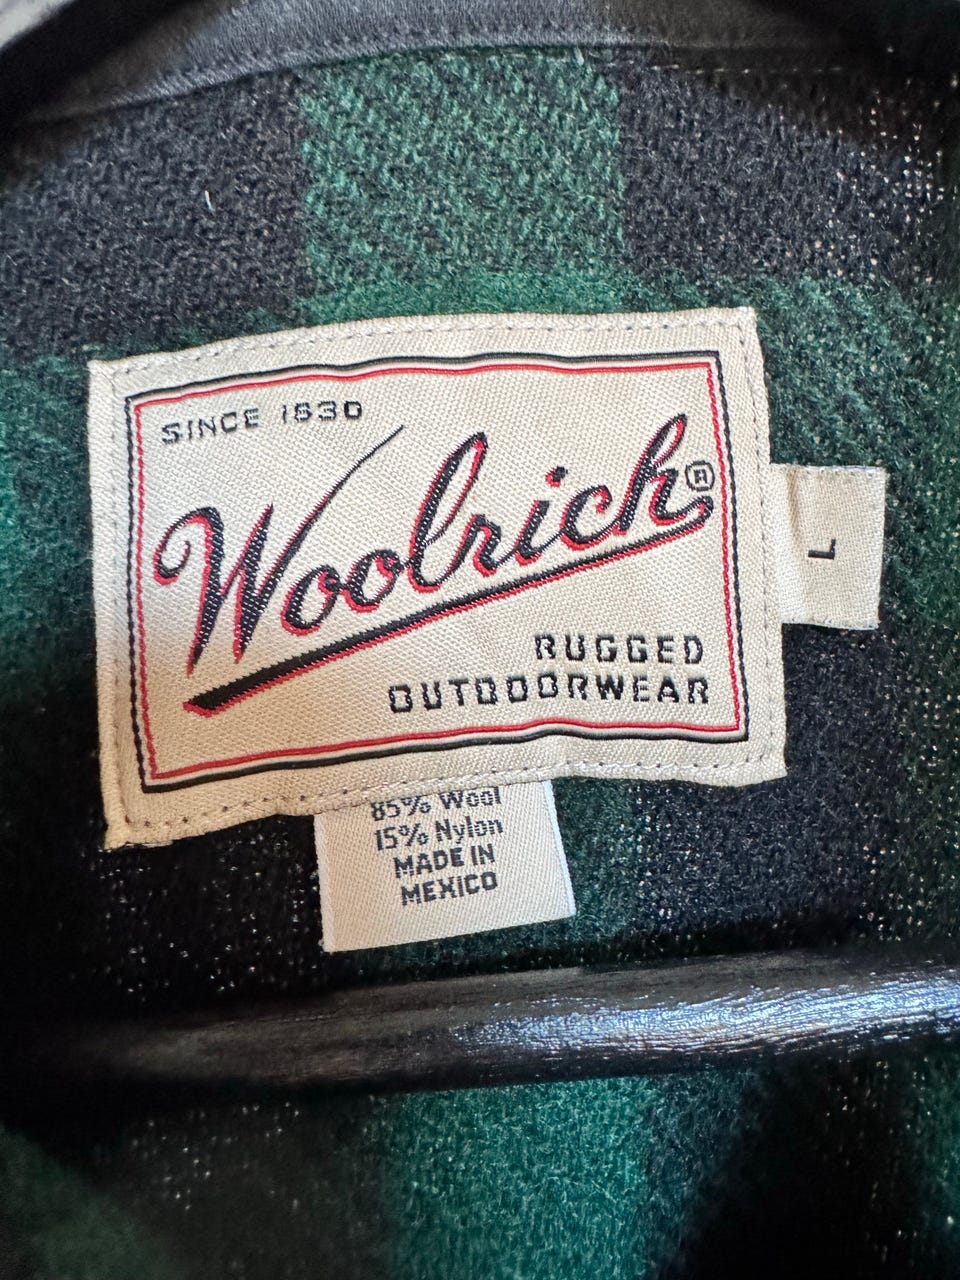 SINCE 1830
Woolrich®
RUGGED
OUTDOORWEAR
L
85% Wool
15% Nylon
MADE IN
MEXICO